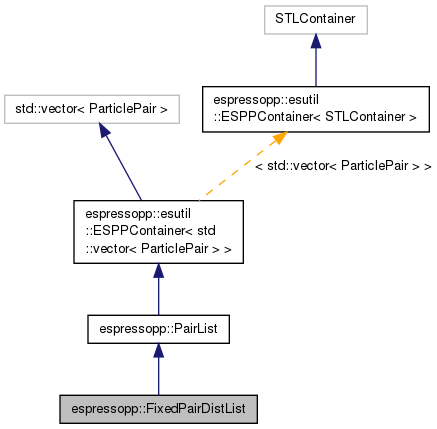 STLContainer
espressopp::esutil
::ESPPContainer< STLContainer >
std::vector< ParticlePair >
< std::vector< ParticlePair > >
espressopp::esutil
::ESPPContainer< std
::vector< ParticlePair > >
espressopp::PairList
espressopp::FixedPairDistList